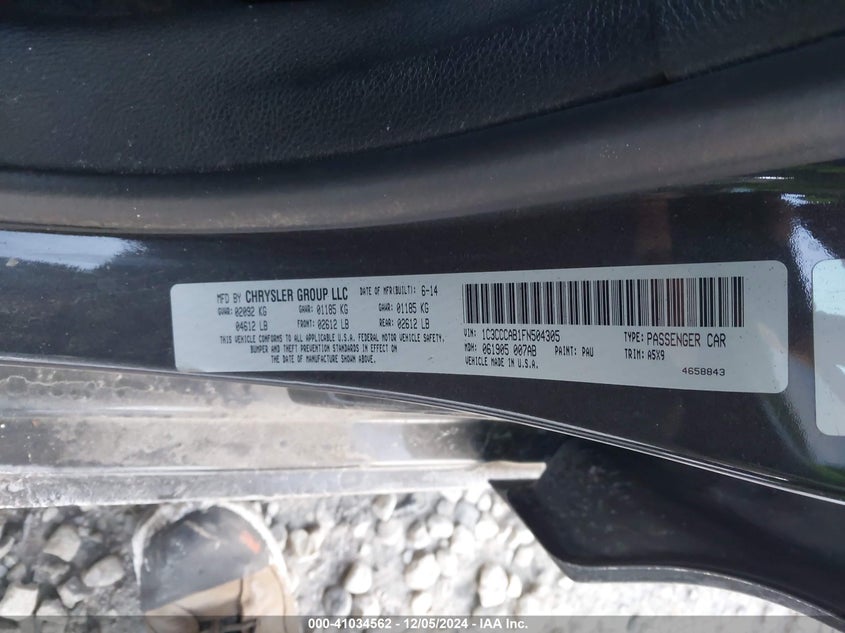 MFD BY CHRYSLER GROUP LLC DATE OF MFR(BUILT): 6-14
GVWR: 02092 KG GAWR: 01185 KG GAWR: 01185 KG
04612 LB FRONT: 02612 LB REAR: 02612 LB
THIS VEHICLE CONFORMS TO ALL APPLICABLE U.S.A. FEDERAL MOTOR VEHICLE SAFETY,
BUMPER AND THEFT PREVENTION STANDARDS IN EFFECT ON
THE DATE OF MANUFACTURE SHOWN ABOVE.
VIN: 1C3CCCAB1FN504305 TYPE: PASSENGER CAR
MDH: 061905 007AB PAINT: PAU TRIM: A5X9
VEHICLE MADE IN U.S.A. 4658843
000-41034562 - 12/05/2024 - IAA Inc.